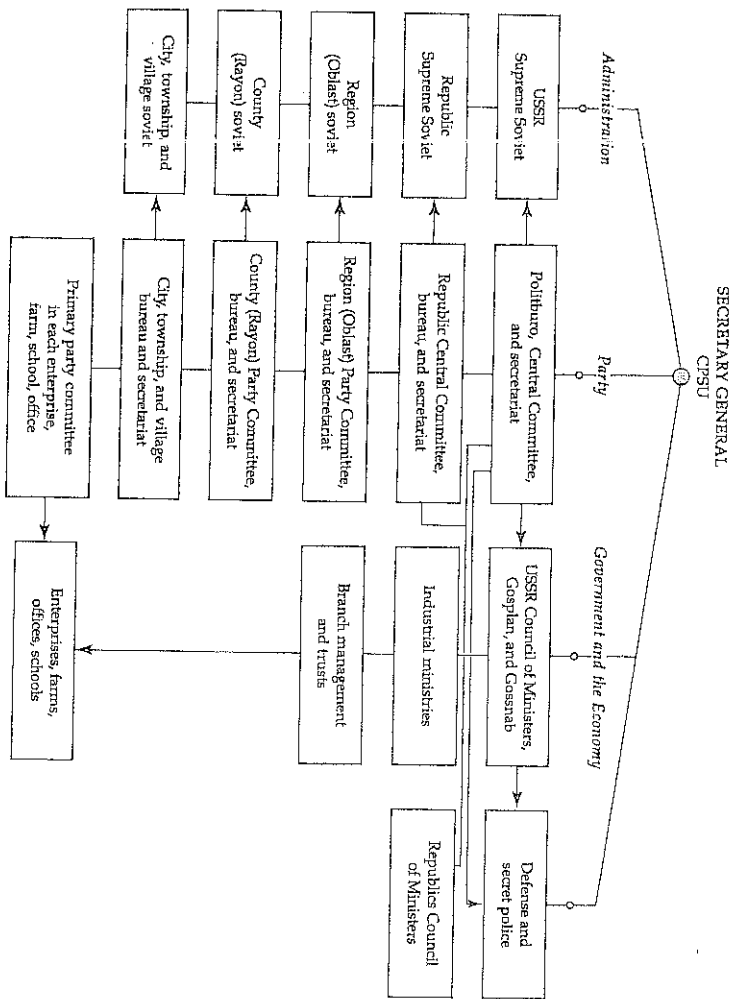 SECRETARY GENERAL
CPSU
Administration
Party
Government and the Economy
USSR
Supreme Soviet
Politburo, Central Committee,
and secretariat
USSR Council of Ministers,
Gosplan, and Gossnab
Defense and
secret police
Republic
Supreme Soviet
Republic Central Committee,
bureau, and secretariat
Industrial ministries
Republics Council
of Ministers
Region
(Oblast) soviet
Region (Oblast) Party Committee,
bureau, and secretariat
Branch management
and trusts
County
(Rayon) soviet
County (Rayon) Party Committee,
bureau, and secretariat
City, township, and
village soviet
City, township, and village
bureau and secretariat
Primary party committee
in each enterprise,
farm, school, office
Enterprises, farms,
offices, schools